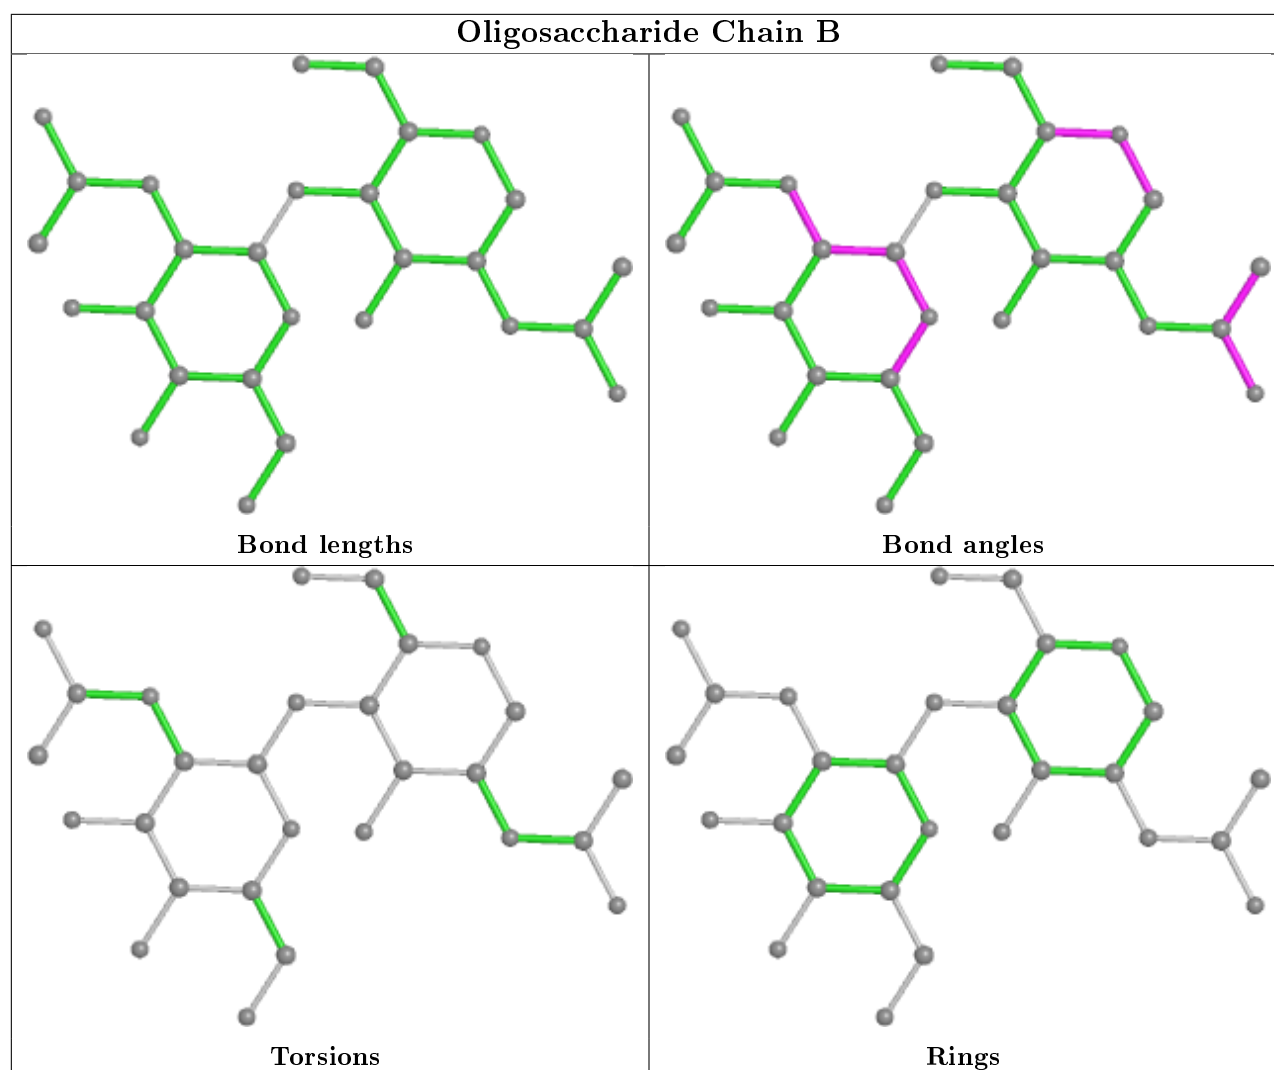 Oligosaccharide Chain B
Bond lengths
Bond angles
Torsions
Rings